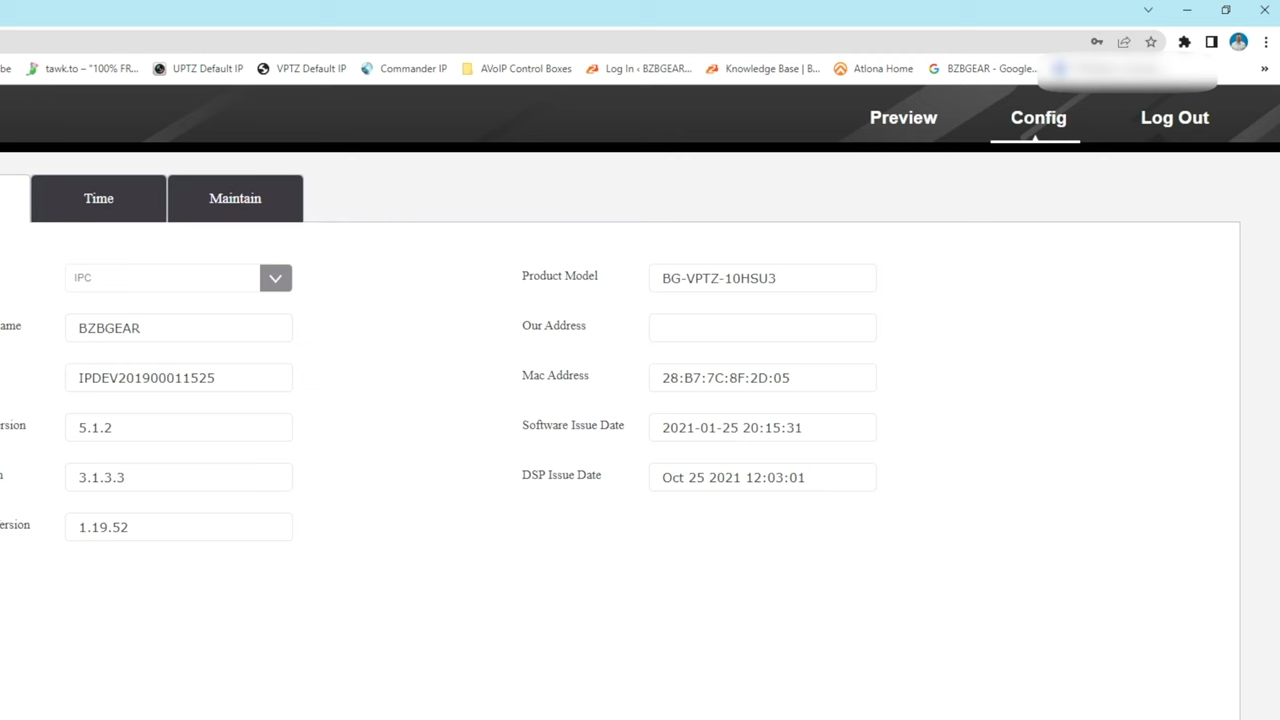 be tawk.to – "100% FR... UPTZ Default IP VPTZ Default IP Commander IP AVoIP Control Boxes Log In ‹ BZBGEAR... Knowledge Base | B... Atlona Home BZBGEAR - Google... »
Preview Config Log Out
Time Maintain
IPC
Product Model BG-VPTZ-10HSU3
ame BZBGEAR
Our Address
IPDEV201900011525
Mac Address 28:B7:7C:8F:2D:05
ersion 5.1.2
Software Issue Date 2021-01-25 20:15:31
n 3.1.3.3
DSP Issue Date Oct 25 2021 12:03:01
ersion 1.19.52